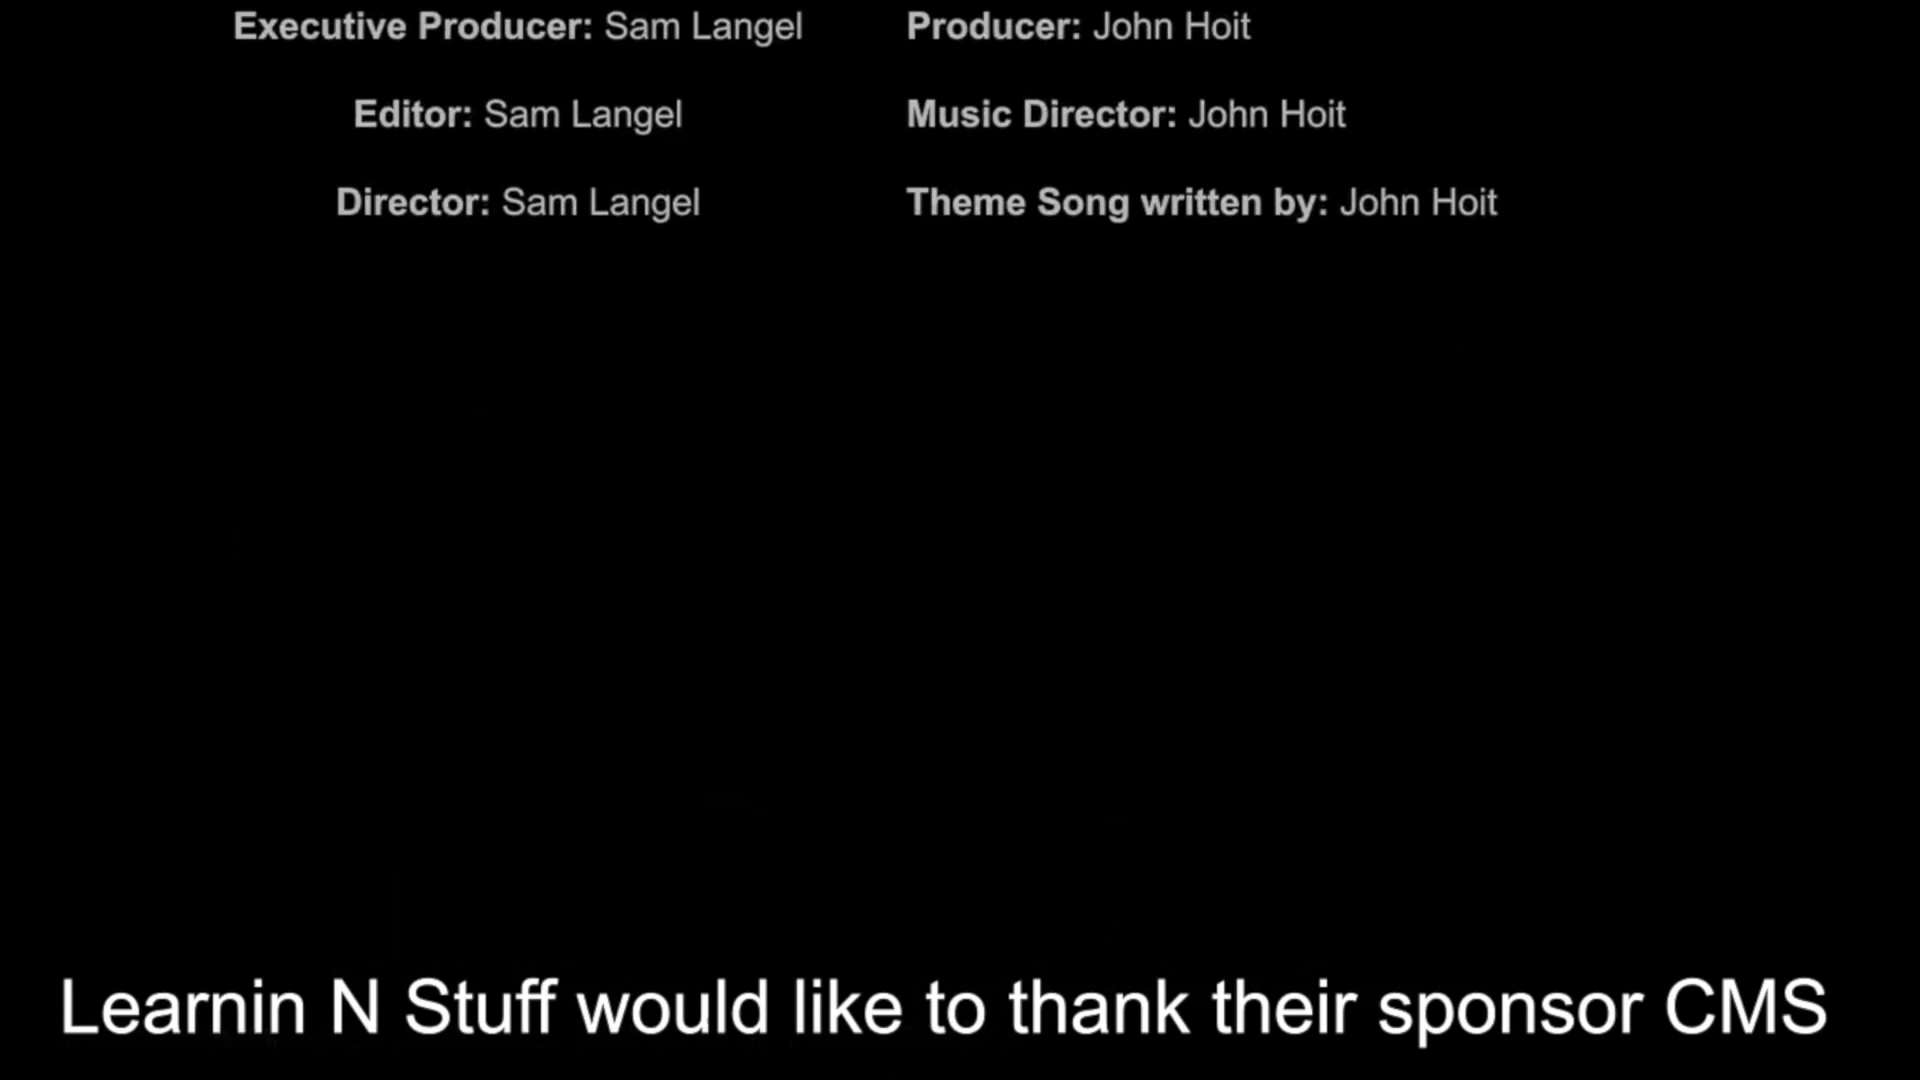 Executive Producer: Sam Langel Producer: John Hoit
Editor: Sam Langel Music Director: John Hoit
Director: Sam Langel Theme Song written by: John Hoit
Learnin N Stuff would like to thank their sponsor CMS